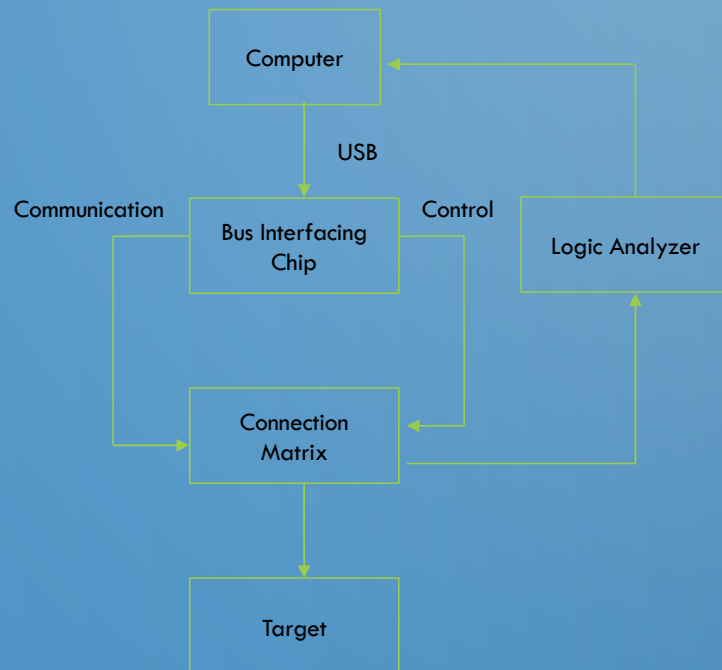 Computer
USB
Communication
Control
Bus Interfacing
Chip
Logic Analyzer
Connection
Matrix
Target